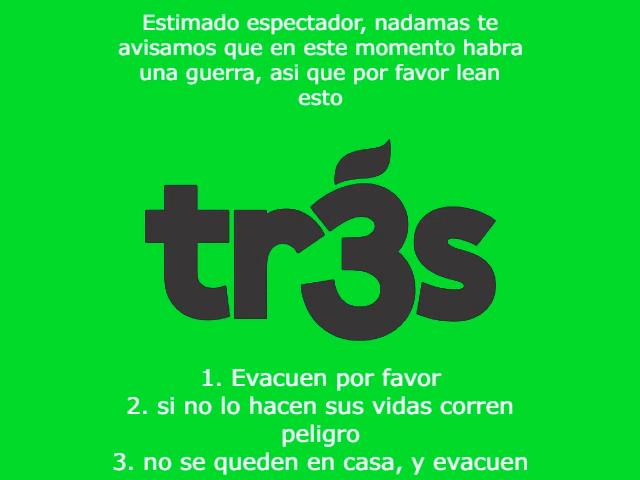 Estimado espectador, nadamas te
avisamos que en este momento habra
una guerra, asi que por favor lean
esto
tr3s
1. Evacuen por favor
2. si no lo hacen sus vidas corren
peligro
3. no se queden en casa, y evacuen